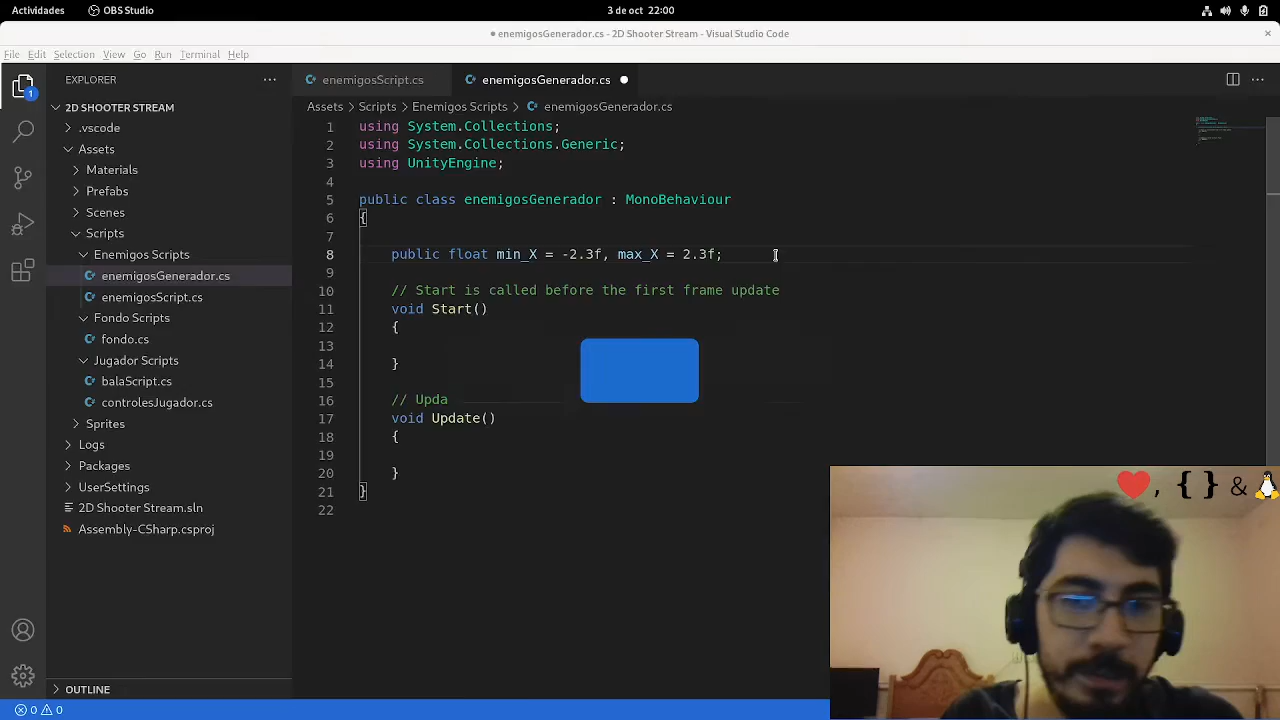 Actividades
OBS Studio
3 de oct 22:00
● enemigosGenerador.cs - 2D Shooter Stream - Visual Studio Code
×
File Edit Selection View Go Run Terminal Help
1
EXPLORER
2D SHOOTER STREAM
.vscode
Assets
Materials
Prefabs
Scenes
Scripts
Enemigos Scripts
enemigosGenerador.cs
enemigosScript.cs
Fondo Scripts
fondo.cs
Jugador Scripts
balaScript.cs
controlesJugador.cs
Sprites
Logs
Packages
UserSettings
2D Shooter Stream.sln
Assembly-CSharp.csproj
OUTLINE
enemigosScript.cs
enemigosGenerador.cs ●
Assets > Scripts > Enemigos Scripts > enemigosGenerador.cs
1 using System.Collections;
2 using System.Collections.Generic;
3 using UnityEngine;
4
5 public class enemigosGenerador : MonoBehaviour
6 {
7
8 public float min_X = -2.3f, max_X = 2.3f;
9
10 // Start is called before the first frame update
11 void Start()
12 {
13
14 }
15
16 // Upda
17 void Update()
18 {
19
20 }
21 }
22
❤, { } & 
0 0